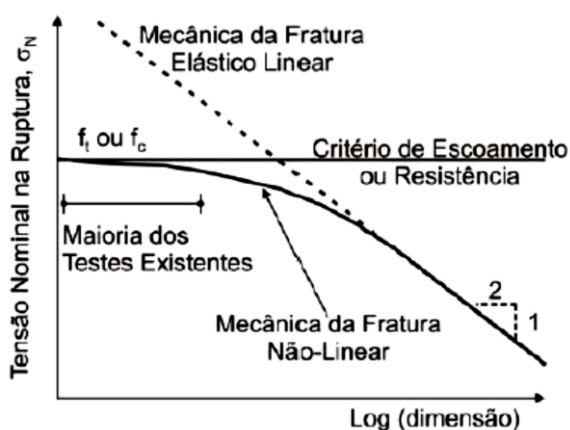 Tensão Nominal na Ruptura, σN
Mecânica da Fratura
Elástico Linear
ft ou fc
Critério de Escoamento
ou Resistência
Maioria dos
Testes Existentes
2
1
Mecânica da Fratura
Não-Linear
Log (dimensão)